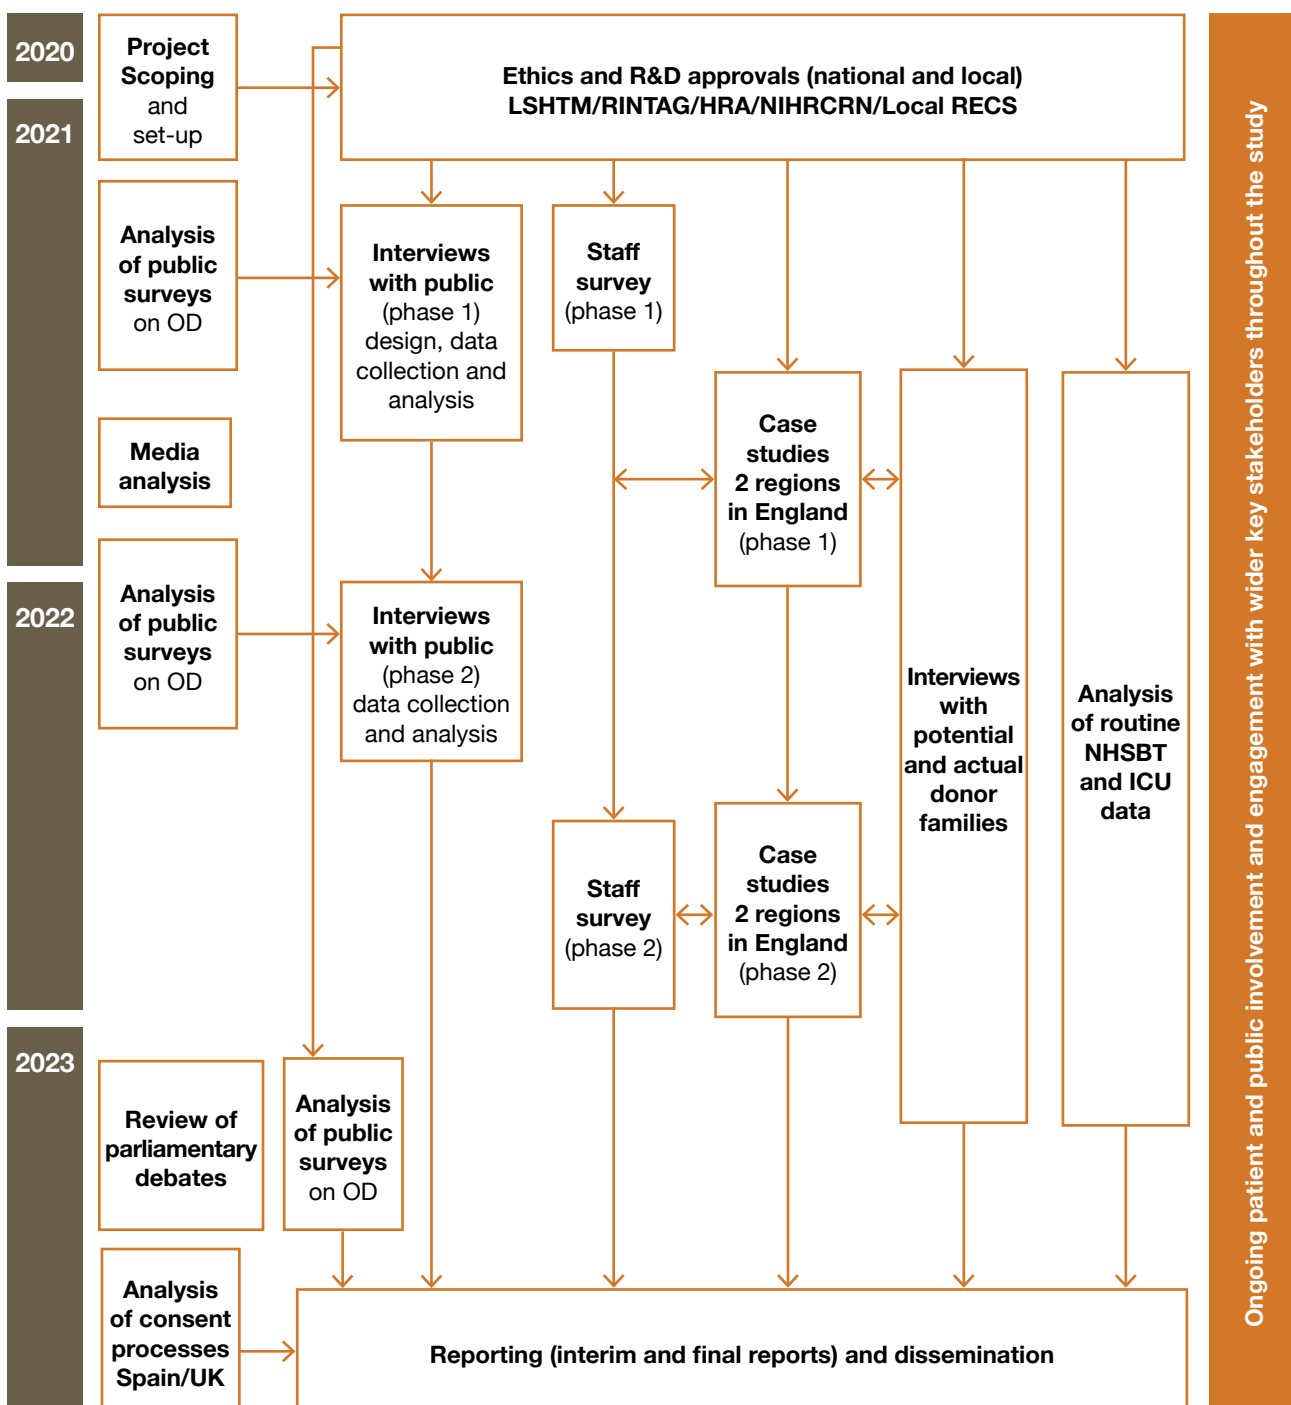 2020
Project
Scoping
and
set-up
Ethics and R&D approvals (national and local)
LSHTM/RINTAG/HRA/NIHRCRN/Local RECS
2021
Analysis
of public
surveys
on OD
Interviews
with public
(phase 1)
design, data
collection and
analysis
Staff
survey
(phase 1)
Media
analysis
Case
studies
2 regions
in England
(phase 1)
2022
Analysis
of public
surveys
on OD
Interviews
with public
(phase 2)
data collection
and analysis
Interviews
with
potential
and actual
donor
families
Analysis
of routine
NHSBT
and ICU
data
Staff
survey
(phase 2)
Case
studies
2 regions
in England
(phase 2)
2023
Review of
parliamentary
debates
Analysis
of public
surveys
on OD
Analysis
of consent
processes
Spain/UK
Reporting (interim and final reports) and dissemination
Ongoing patient and public involvement and engagement with wider key stakeholders throughout the study